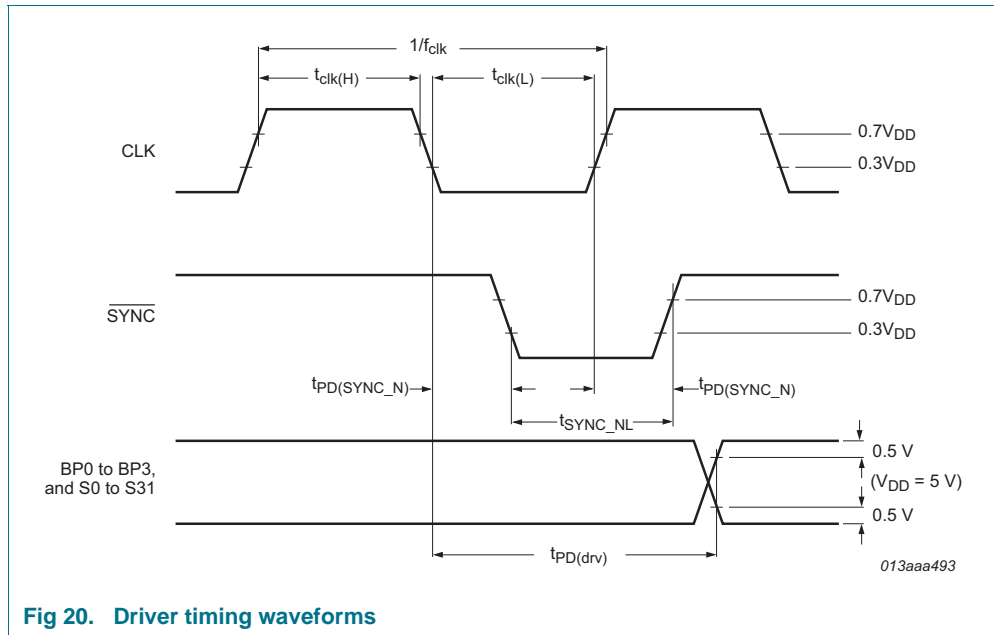 1/fclk
tclk(H)
tclk(L)
CLK
0.7VDD
0.3VDD
SYNC
0.7VDD
0.3VDD
tPD(SYNC_N)
tPD(SYNC_N)
tSYNC_NL
BP0 to BP3,
and S0 to S31
0.5 V
(VDD = 5 V)
0.5 V
tPD(drv)
013aaa493
Fig 20. Driver timing waveforms